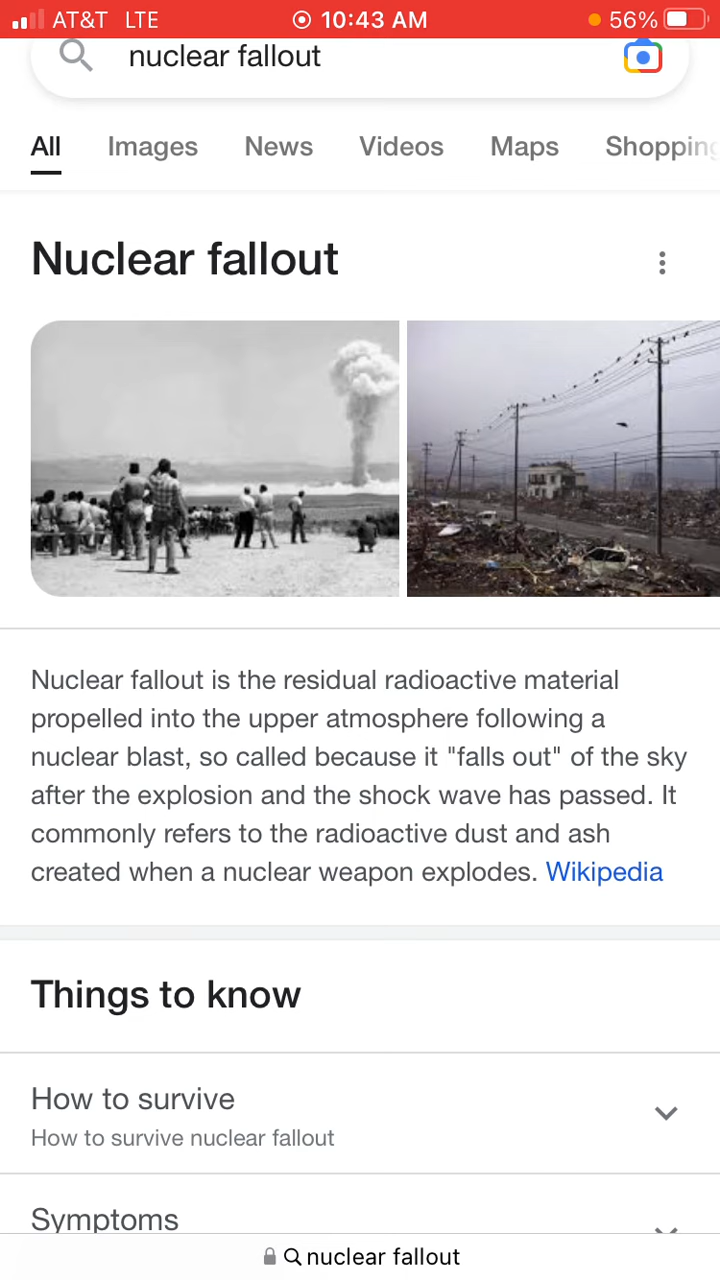 AT&T LTE 10:43 AM 56%
nuclear fallout
All Images News Videos Maps Shopping
Nuclear fallout
Nuclear fallout is the residual radioactive material
propelled into the upper atmosphere following a
nuclear blast, so called because it "falls out" of the sky
after the explosion and the shock wave has passed. It
commonly refers to the radioactive dust and ash
created when a nuclear weapon explodes. Wikipedia
Things to know
How to survive
How to survive nuclear fallout
Symptoms
nuclear fallout